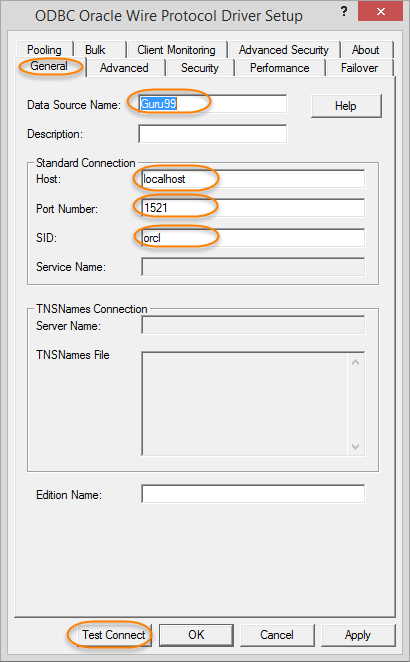 ODBC Oracle Wire Protocol Driver Setup ?
Pooling Bulk Client Monitoring Advanced Security About
General Advanced Security Performance Failover
Data Source Name: Guru99 Help
Description:
Standard Connection
Host: localhost
Port Number: 1521
SID: orcl
Service Name:
TNSNames Connection
Server Name:
TNSNames File
Edition Name:
Test Connect OK Cancel Apply